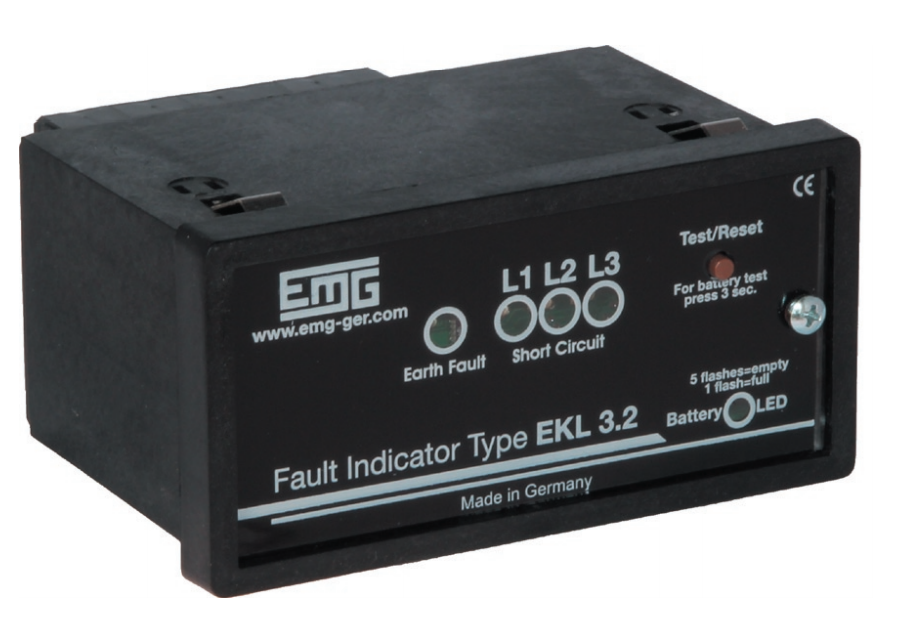 CE
EMG
www.emg-ger.com
L1 L2 L3
Earth Fault
Short Circuit
Test/Reset
For battery test
press 3 sec.
5 flashes=empty
1 flash=full
Battery LED
Fault Indicator Type EKL 3.2
Made in Germany